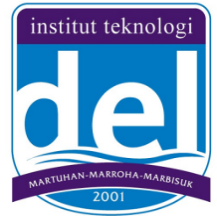 institut teknologi
del
MARTUHAN-MARROHA-MARBISUK
2001